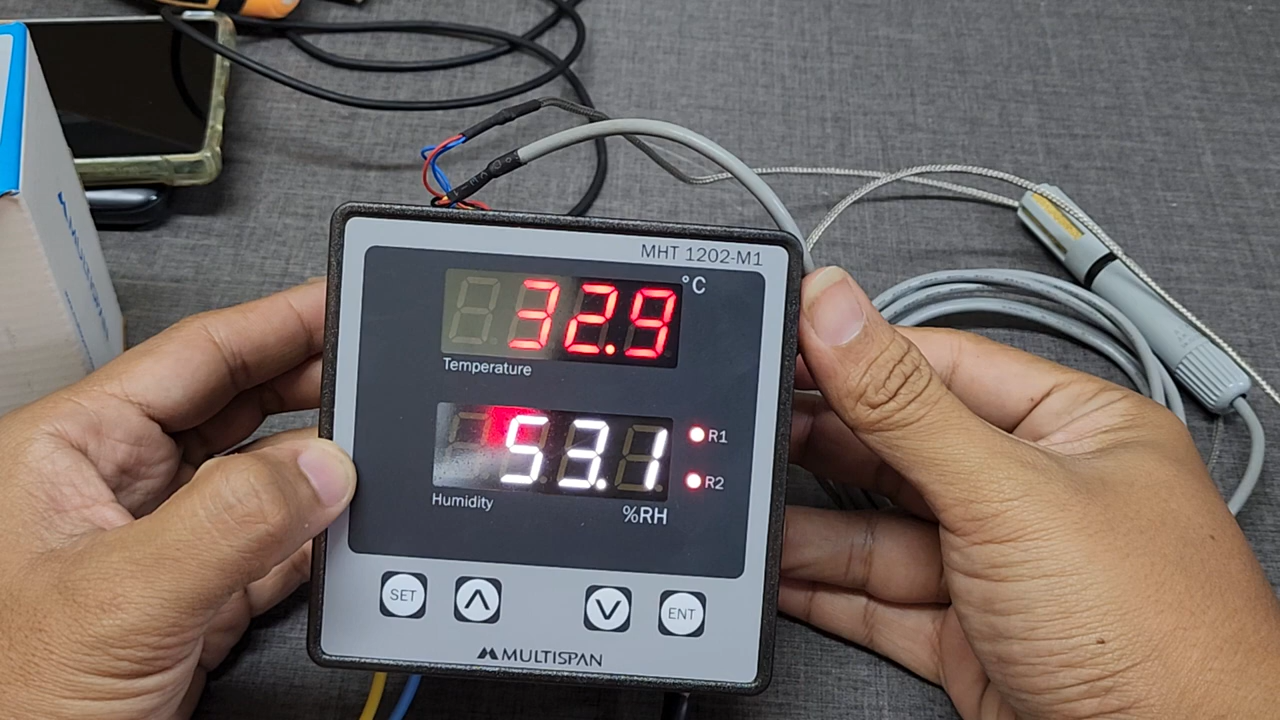 MHT 1202-M1
32.9
°C
Temperature
53.1
R1
R2
Humidity
%RH
SET
ENT
MULTISPAN